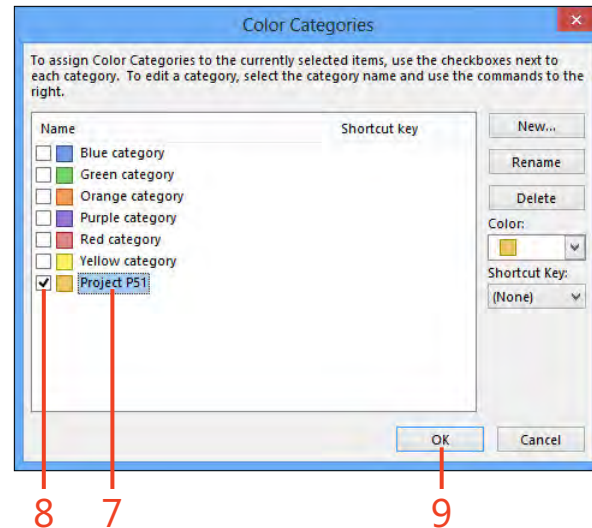 Color Categories
To assign Color Categories to the currently selected items, use the checkboxes next to
each category. To edit a category, select the category name and use the commands to the
right.
Name Shortcut key
Blue category
Green category
Orange category
Purple category
Red category
Yellow category
Project P51
New...
Rename
Delete
Color:
Shortcut Key:
(None)
OK Cancel
8 7 9